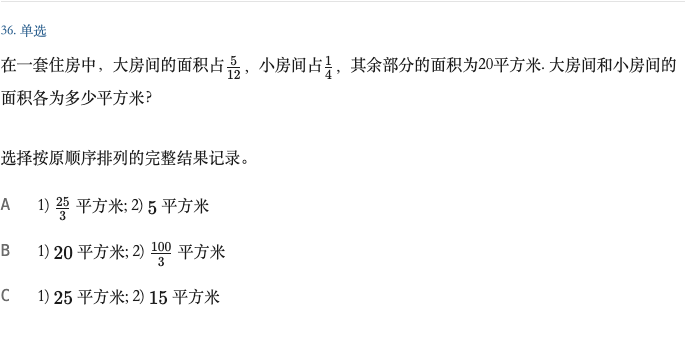 36. 单选
在一套住房中，大房间的面积占5/12，小房间占1/4，其余部分的面积为20平方米. 大房间和小房间的
面积各为多少平方米?
选择按原顺序排列的完整结果记录。
A 1) 25/3 平方米; 2) 5 平方米
B 1) 20 平方米; 2) 100/3 平方米
C 1) 25 平方米; 2) 15 平方米